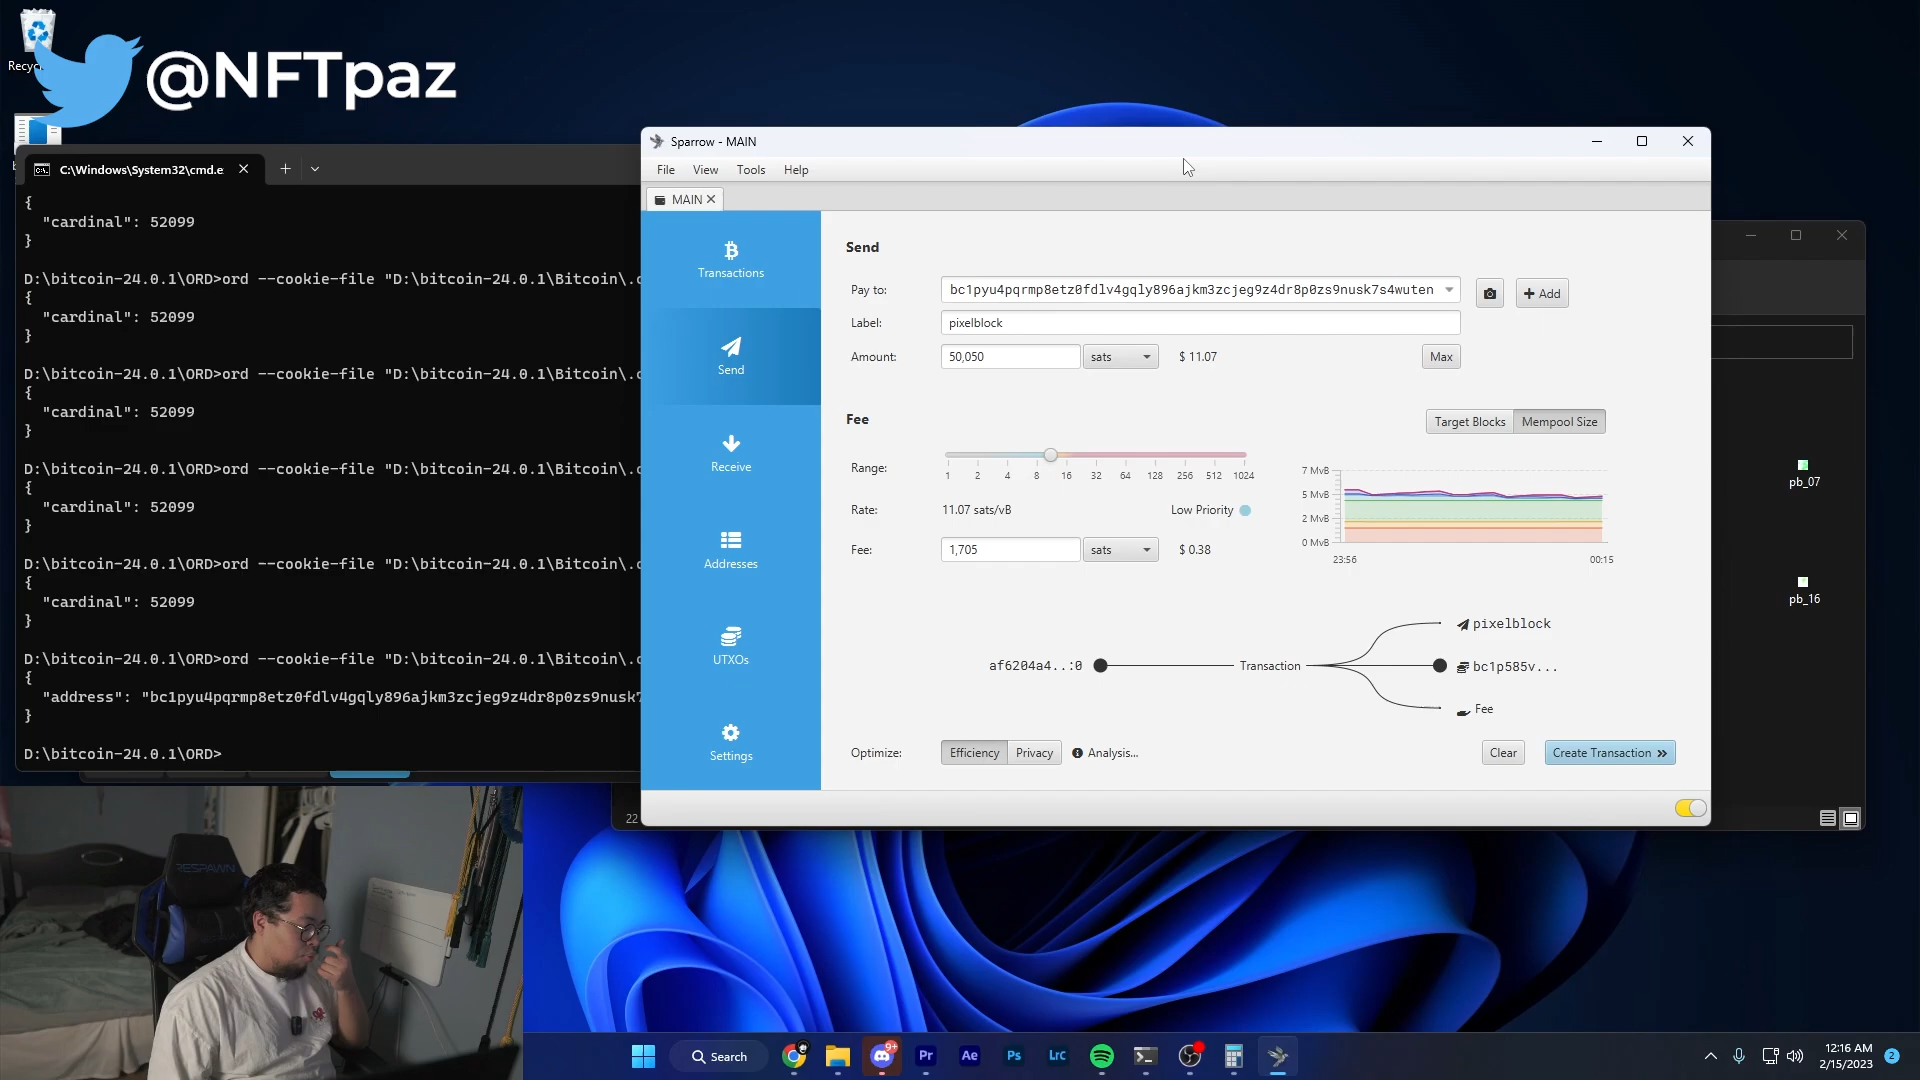 Recyc
@NFTpaz
C:\Windows\System32\cmd.e
{
"cardinal": 52099
}
D:\bitcoin-24.0.1\ORD>ord --cookie-file "D:\bitcoin-24.0.1\Bitcoin\.c
{
"cardinal": 52099
}
D:\bitcoin-24.0.1\ORD>ord --cookie-file "D:\bitcoin-24.0.1\Bitcoin\.c
{
"cardinal": 52099
}
D:\bitcoin-24.0.1\ORD>ord --cookie-file "D:\bitcoin-24.0.1\Bitcoin\.c
{
"cardinal": 52099
}
D:\bitcoin-24.0.1\ORD>ord --cookie-file "D:\bitcoin-24.0.1\Bitcoin\.c
{
"cardinal": 52099
}
D:\bitcoin-24.0.1\ORD>ord --cookie-file "D:\bitcoin-24.0.1\Bitcoin\.c
{
"address": "bc1pyu4pqrmp8etz0fdlv4gqly896ajkm3zcjeg9z4dr8p0zs9nusk7
}
D:\bitcoin-24.0.1\ORD>
Sparrow - MAIN
File View Tools Help
MAIN
Transactions
Send
Receive
Addresses
UTXOs
Settings
Send
Pay to: bc1pyu4pqrmp8etz0fdlv4gqly896ajkm3zcjeg9z4dr8p0zs9nusk7s4wuten + Add
Label: pixelblock
Amount: 50,050 sats $ 11.07 Max
Fee
Target Blocks Mempool Size
Range:
1 2 4 8 16 32 64 128 256 512 1024
Rate: 11.07 sats/vB Low Priority
Fee: 1,705 sats $ 0.38
7 MvB
5 MvB
2 MvB
0 MvB
23:56 00:15
af6204a4..:0 Transaction
pixelblock
bc1p585v...
Fee
Optimize: Efficiency Privacy Analysis... Clear Create Transaction
pb_07
pb_16
22
RESPAWN
Search
9+
Pr
Ae
Ps
LrC
12:16 AM
2/15/2023
2